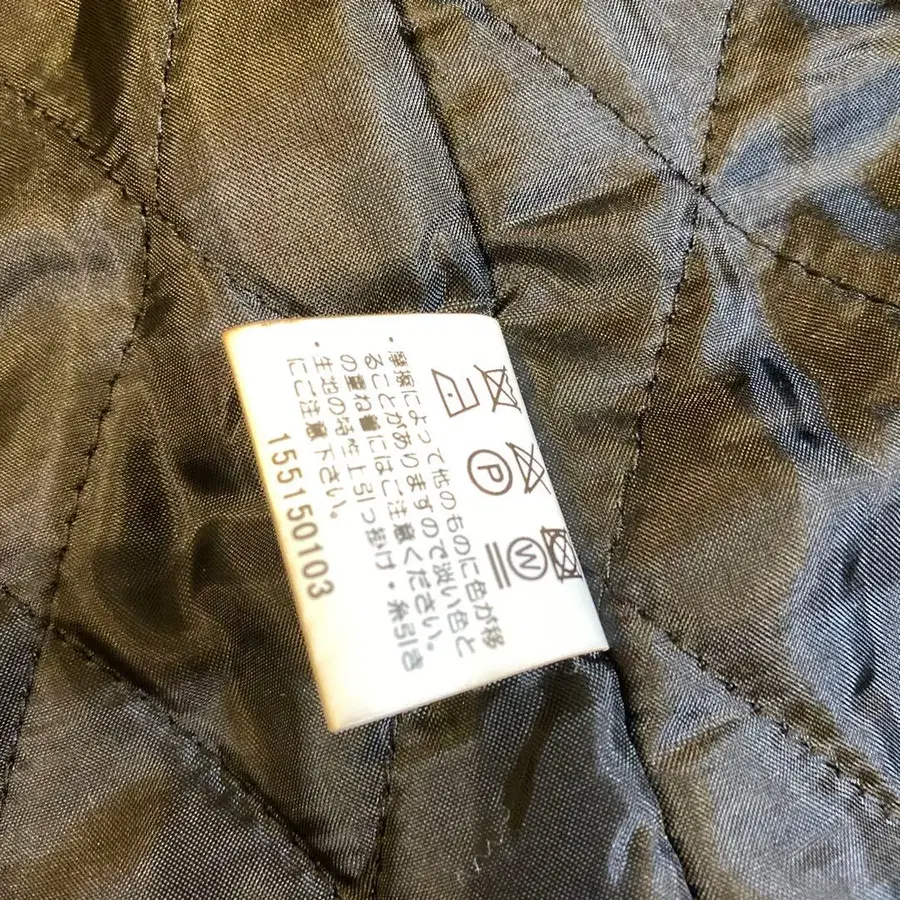 P W
・摩擦によって他のものに色が移
ることがありますので淡い色と
の重ね着にはご注意ください。
・生地の特性上引っ掛け・糸引き
にご注意下さい。
155150103